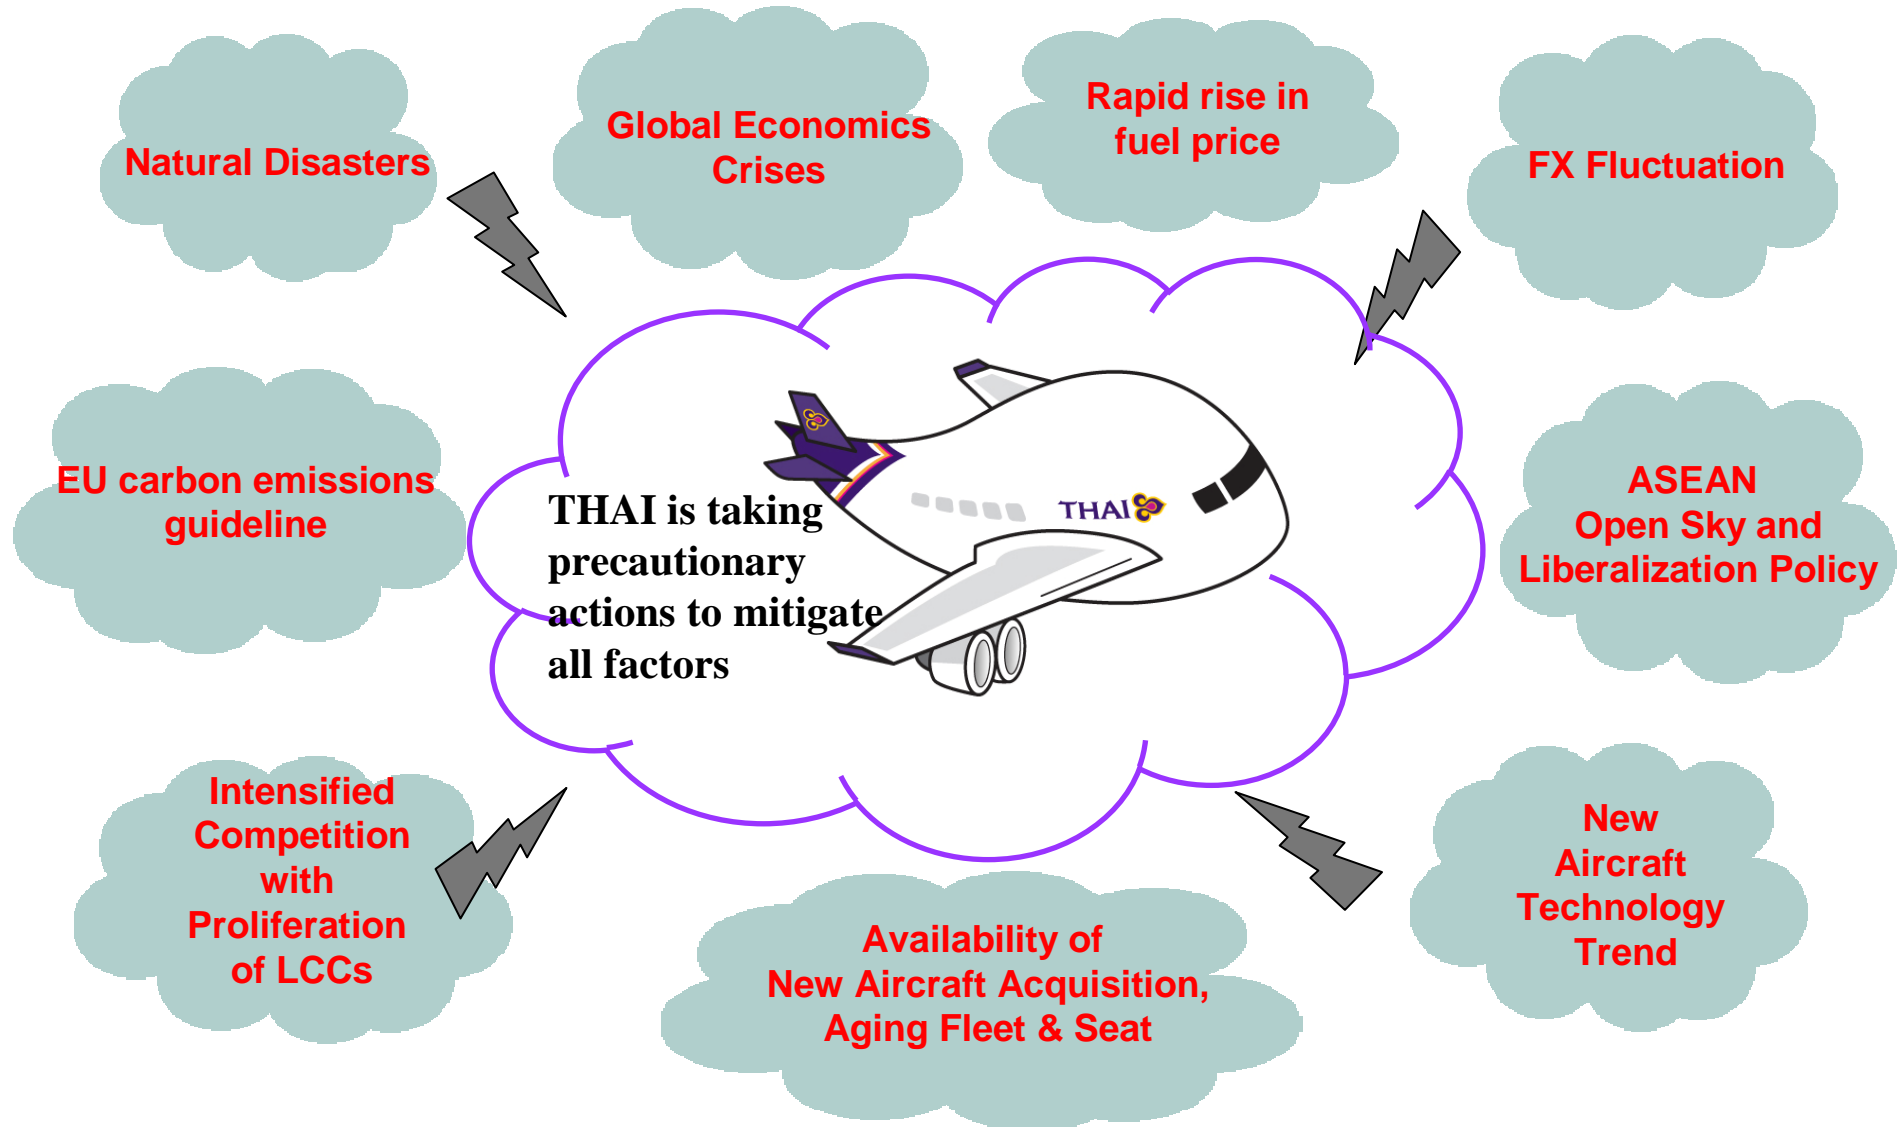 Natural Disasters
Global Economics
Crises
Rapid rise in
fuel price
FX Fluctuation
EU carbon emissions
guideline
THAI is taking
precautionary
actions to mitigate
all factors
THAI
ASEAN
Open Sky and
Liberalization Policy
Intensified
Competition
with
Proliferation
of LCCs
Availability of
New Aircraft Acquisition,
Aging Fleet & Seat
New
Aircraft
Technology
Trend